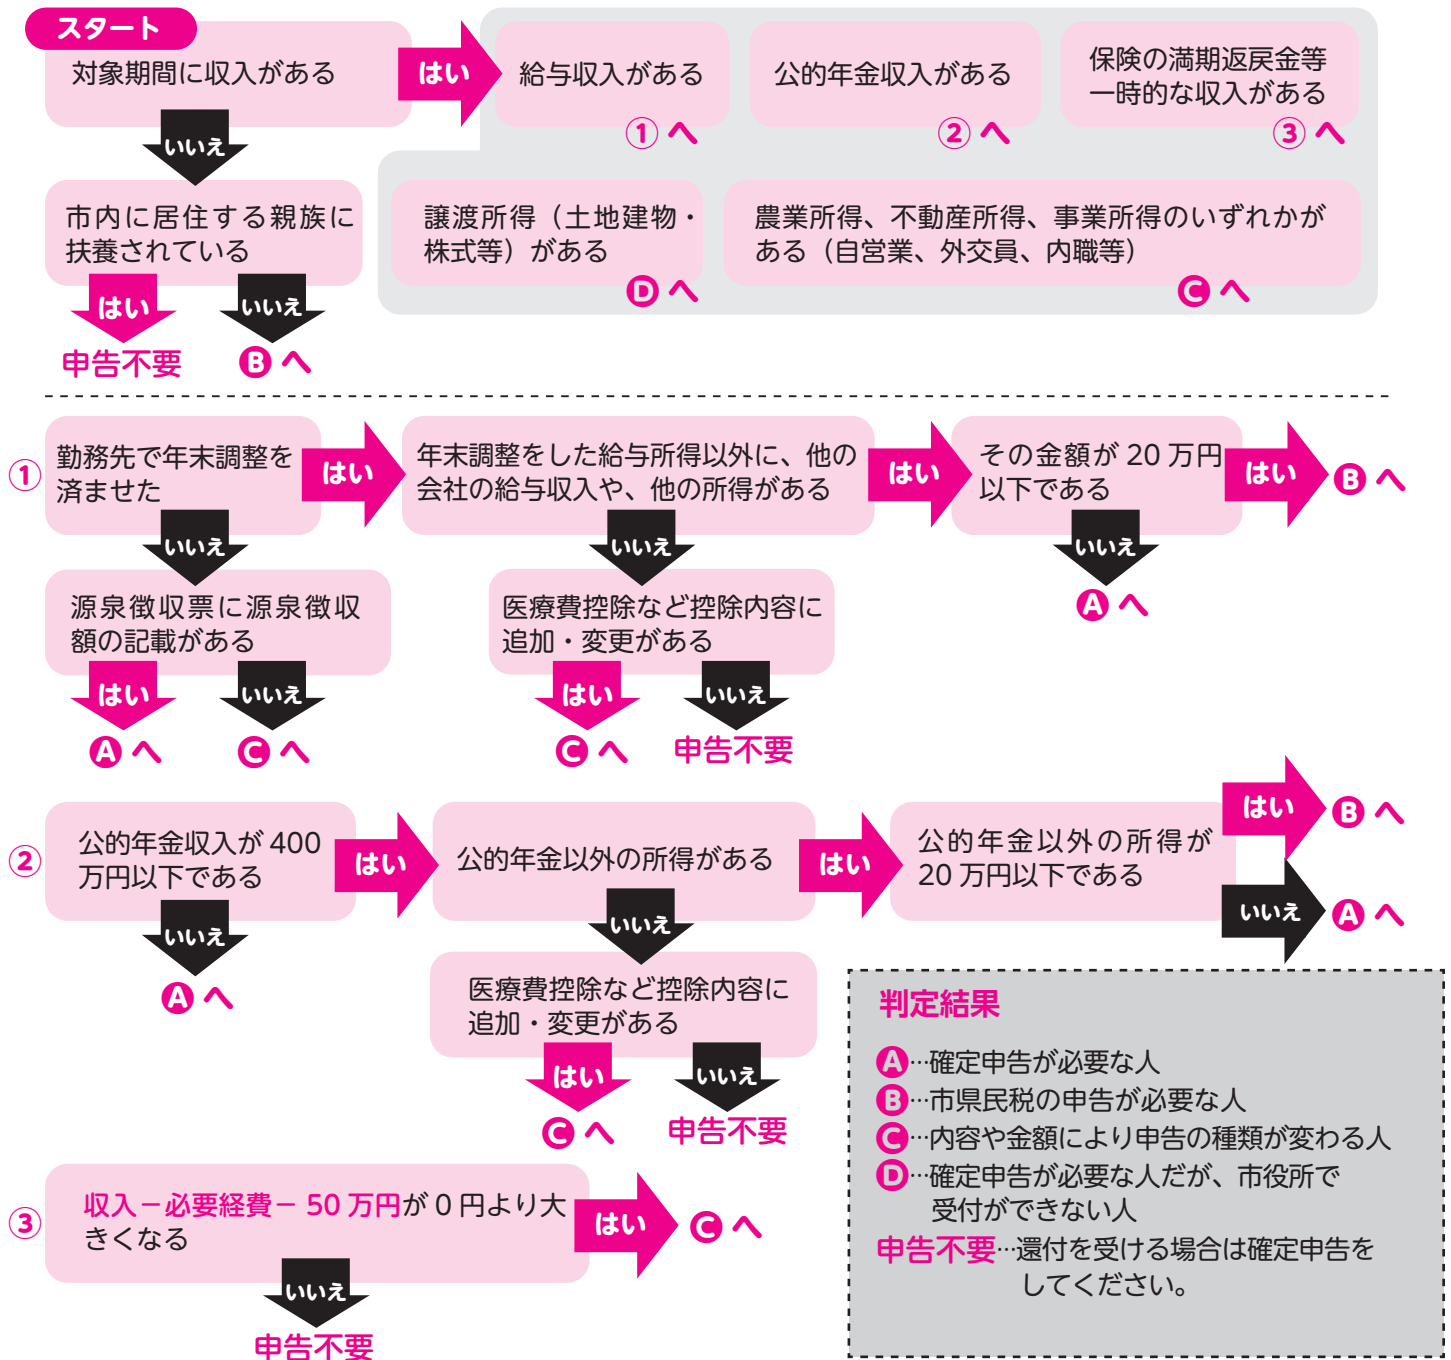 スタート
対象期間に収入がある
はい
給与収入がある
①へ
公的年金収入がある
②へ
保険の満期返戻金等
一時的な収入がある
③へ
いいえ
市内に居住する親族に
扶養されている
はい
申告不要
いいえ
Bへ
譲渡所得（土地建物・
株式等）がある
Dへ
農業所得、不動産所得、事業所得のいずれかが
ある（自営業、外交員、内職等）
Cへ
①
勤務先で年末調整を
済ませた
はい
年末調整をした給与所得以外に、他の
会社の給与収入や、他の所得がある
はい
その金額が 20 万円
以下である
はい
Bへ
いいえ
いいえ
いいえ
Aへ
源泉徴収票に源泉徴収
額の記載がある
はい
Aへ
いいえ
Cへ
医療費控除など控除内容に
追加・変更がある
はい
Cへ
いいえ
申告不要
②
公的年金収入が 400
万円以下である
はい
公的年金以外の所得がある
はい
公的年金以外の所得が
20 万円以下である
はい
Bへ
いいえ
Aへ
いいえ
Aへ
いいえ
医療費控除など控除内容に
追加・変更がある
はい
Cへ
いいえ
申告不要
③
収入－必要経費－ 50 万円が 0 円より大
きくなる
はい
Cへ
いいえ
申告不要
判定結果
A…確定申告が必要な人
B…市県民税の申告が必要な人
C…内容や金額により申告の種類が変わる人
D…確定申告が必要な人だが、市役所で
受付ができない人
申告不要…還付を受ける場合は確定申告を
してください。